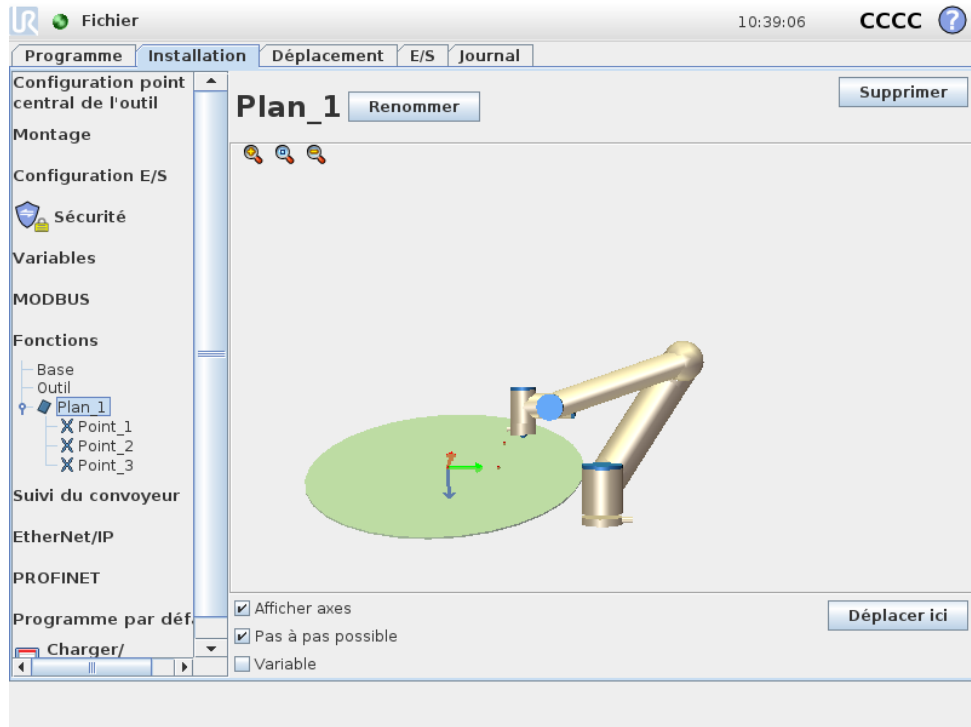 UR
Fichier
10:39:06
CCCC
?
Programme
Installation
Déplacement
E/S
Journal
Configuration point
central de l'outil
Montage
Configuration E/S
Sécurité
Variables
MODBUS
Fonctions
Base
Outil
Plan_1
Point_1
Point_2
Point_3
Suivi du convoyeur
EtherNet/IP
PROFINET
Programme par déf
Charger/
Plan_1
Renommer
Supprimer
Afficher axes
Pas à pas possible
Variable
Déplacer ici